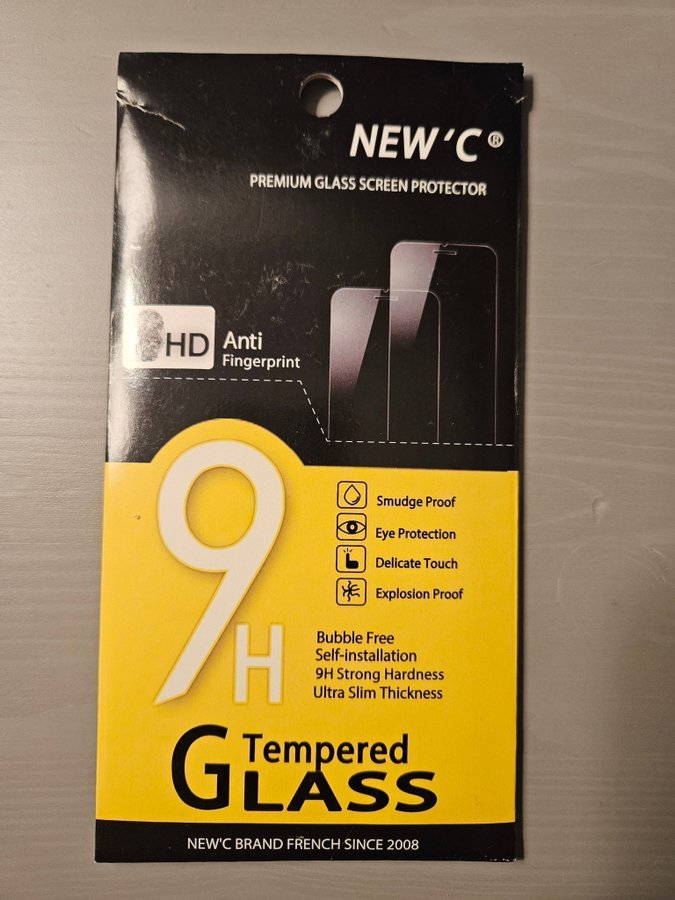 NEW'C®
PREMIUM GLASS SCREEN PROTECTOR
HD
Anti
Fingerprint
9H
Smudge Proof
Eye Protection
Delicate Touch
Explosion Proof
Bubble Free
Self-installation
9H Strong Hardness
Ultra Slim Thickness
Tempered
GLASS
NEW'C BRAND FRENCH SINCE 2008